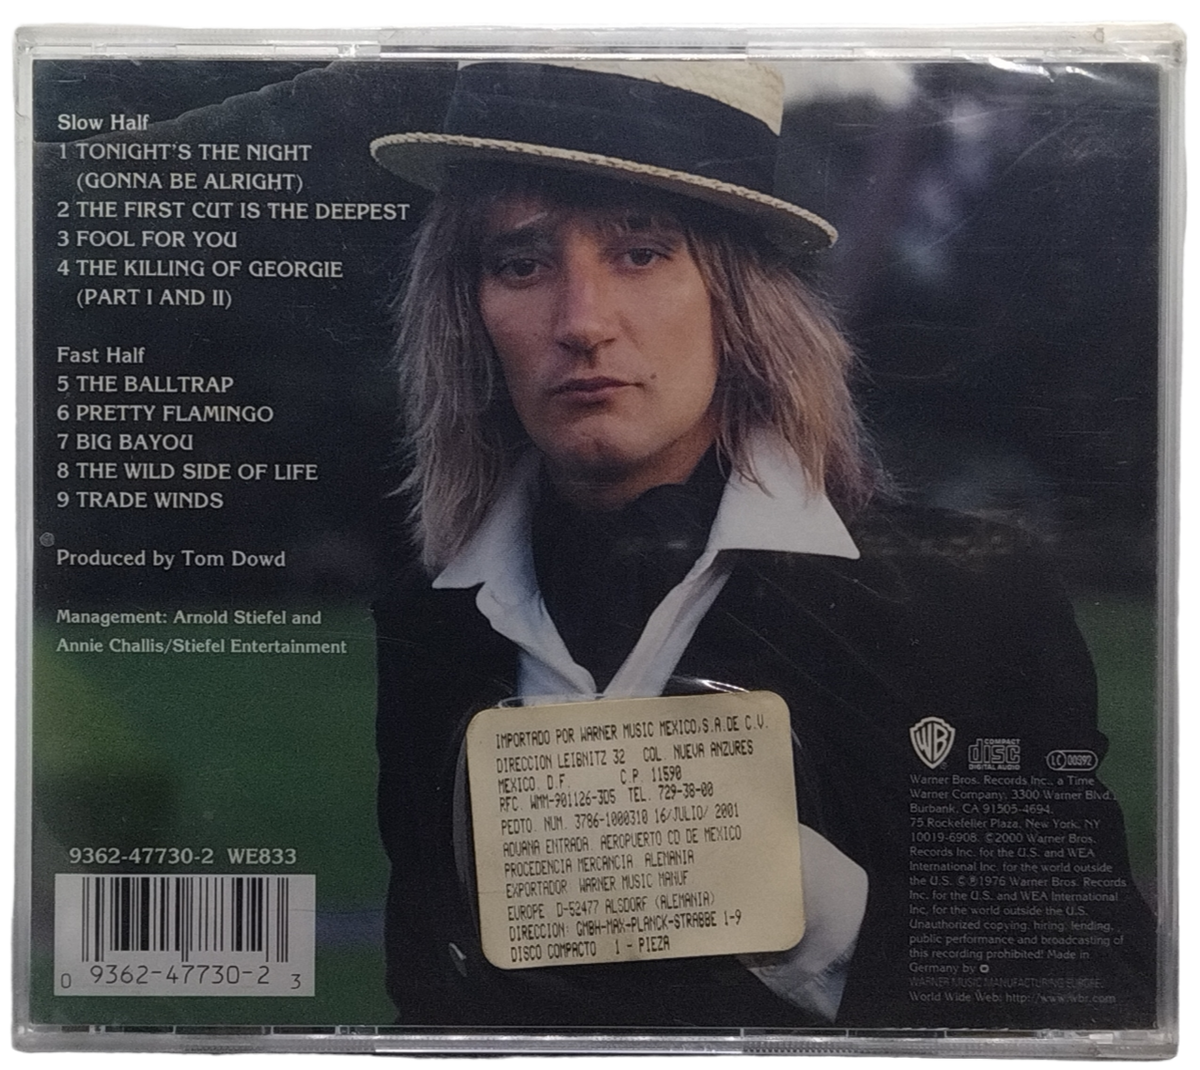 Slow Half
1 TONIGHT'S THE NIGHT
(GONNA BE ALRIGHT)
2 THE FIRST CUT IS THE DEEPEST
3 FOOL FOR YOU
4 THE KILLING OF GEORGIE
(PART I AND II)
Fast Half
5 THE BALLTRAP
6 PRETTY FLAMINGO
7 BIG BAYOU
8 THE WILD SIDE OF LIFE
9 TRADE WINDS
Produced by Tom Dowd
Management: Arnold Stiefel and
Annie Challis/Stiefel Entertainment
9362-47730-2 WE833
0 9362-47730-2 3
IMPORTADO POR WARNER MUSIC MEXICO,S.A.DE C.V.
DIRECCION LEIBNITZ 32 COL. NUEVA ANZURES
MEXICO. D.F. C.P. 11590
RFC. WMM-901126-3D5 TEL. 729-38-00
PEDTO. NUM. 3786-1000310 16/JULIO/ 2001
ADUANA ENTRADA. AEROPUERTO CD DE MEXICO
PROCEDENCIA MERCANCIA. ALEMANIA
EXPORTADOR. WARNER MUSIC MANUF
EUROPE. D-52477 ALSDORF (ALEMANIA)
DIRECCION: GMBH-MAX-PLANCK-STRABBE 1-9
DISCO COMPACTO 1 - PIEZA
WB
COMPACT
disc
DIGITAL AUDIO
LC 00392
Warner Bros. Records Inc., a Time
Warner Company, 3300 Warner Blvd.,
Burbank, CA 91505-4694.
75 Rockefeller Plaza, New York, NY
10019-6908. ©2000 Warner Bros.
Records Inc. for the U.S. and WEA
International Inc. for the world outside
the U.S. ©℗1976 Warner Bros. Records
Inc. for the U.S. and WEA International
Inc. for the world outside the U.S.
Unauthorized copying, hiring, lending,
public performance and broadcasting of
this recording prohibited! Made in
Germany by
WARNER MUSIC MANUFACTURING EUROPE.
World Wide Web: http://www.wbr.com